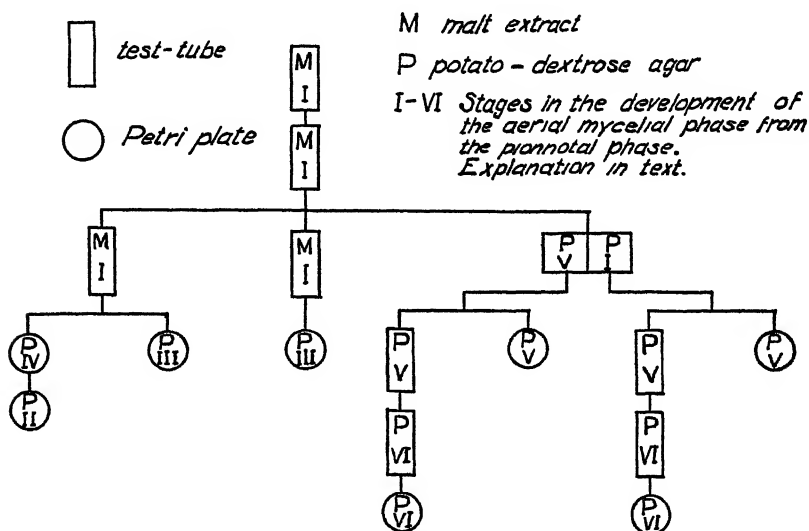 test-tube
Petri plate
M malt extract
P potato-dextrose agar
I-VI Stages in the development of
the aerial mycelial phase from
the pionnotal phase.
Explanation in text.
M
I
M
I
M
I
M
I
P
V
P
I
P
IV
P
III
P
III
P
V
P
V
P
V
P
V
P
II
P
VI
P
VI
P
VI
P
VI